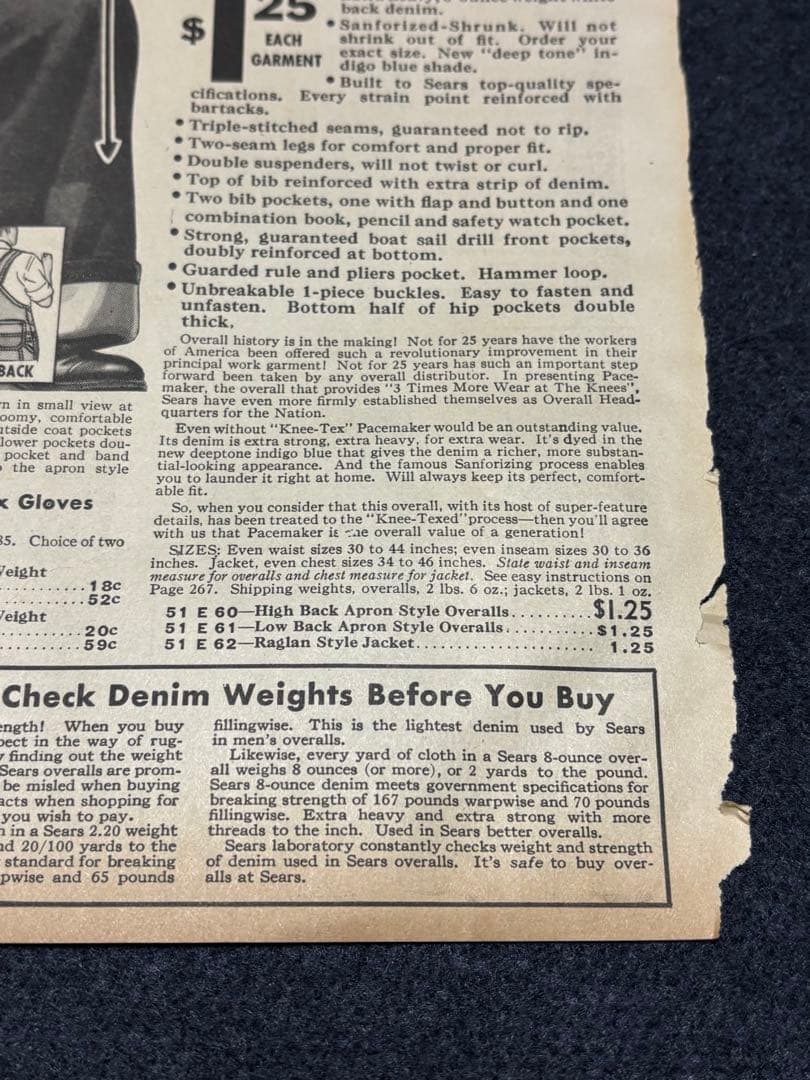 $1 25
EACH
GARMENT
back denim.
• Sanforized-Shrunk. Will not
shrink out of fit. Order your
exact size. New "deep tone" in-
digo blue shade.
• Built to Sears top-quality spe-
cifications. Every strain point reinforced with
bartacks.
• Triple-stitched seams, guaranteed not to rip.
• Two-seam legs for comfort and proper fit.
• Double suspenders, will not twist or curl.
• Top of bib reinforced with extra strip of denim.
• Two bib pockets, one with flap and button and one
combination book, pencil and safety watch pocket.
• Strong, guaranteed boat sail drill front pockets,
doubly reinforced at bottom.
• Guarded rule and pliers pocket. Hammer loop.
• Unbreakable 1-piece buckles. Easy to fasten and
unfasten. Bottom half of hip pockets double
thick.
Overall history is in the making! Not for 25 years have the workers
of America been offered such a revolutionary improvement in their
principal work garment! Not for 25 years has such an important step
forward been taken by any overall distributor. In presenting Pace-
maker, the overall that provides "3 Times More Wear at The Knees",
Sears have even more firmly established themselves as Overall Head-
quarters for the Nation.
Even without "Knee-Tex" Pacemaker would be an outstanding value.
Its denim is extra strong, extra heavy, for extra wear. It's dyed in the
new deeptone indigo blue that gives the denim a richer, more substan-
tial-looking appearance. And the famous Sanforizing process enables
you to launder it right at home. Will always keep its perfect, comfort-
able fit.
So, when you consider that this overall, with its host of super-feature
details, has been treated to the "Knee-Texed" process—then you'll agree
with us that Pacemaker is the overall value of a generation!
SIZES: Even waist sizes 30 to 44 inches; even inseam sizes 30 to 36
inches. Jacket, even chest sizes 34 to 46 inches. State waist and inseam
measure for overalls and chest measure for jacket. See easy instructions on
Page 267. Shipping weights, overalls, 2 lbs. 6 oz.; jackets, 2 lbs. 1 oz.
51 E 60—High Back Apron Style Overalls..........$1.25
51 E 61—Low Back Apron Style Overalls..........$1.25
51 E 62—Raglan Style Jacket..................... 1.25
BACK
n in small view at
oomy, comfortable
utside coat pockets
lower pockets dou-
pocket and band
the apron style
x Gloves
35. Choice of two
Weight
..........18c
..........52c
Weight
..........20c
..........59c
Check Denim Weights Before You Buy
ength! When you buy
pect in the way of rug-
y finding out the weight
Sears overalls are prom-
be misled when buying
acts when shopping for
you wish to pay.
n in a Sears 2.20 weight
nd 20/100 yards to the
standard for breaking
pwise and 65 pounds
fillingwise. This is the lightest denim used by Sears
in men's overalls.
Likewise, every yard of cloth in a Sears 8-ounce over-
all weighs 8 ounces (or more), or 2 yards to the pound.
Sears 8-ounce denim meets government specifications for
breaking strength of 167 pounds warpwise and 70 pounds
fillingwise. Extra heavy and extra strong with more
threads to the inch. Used in Sears better overalls.
Sears laboratory constantly checks weight and strength
of denim used in Sears overalls. It's safe to buy over-
alls at Sears.